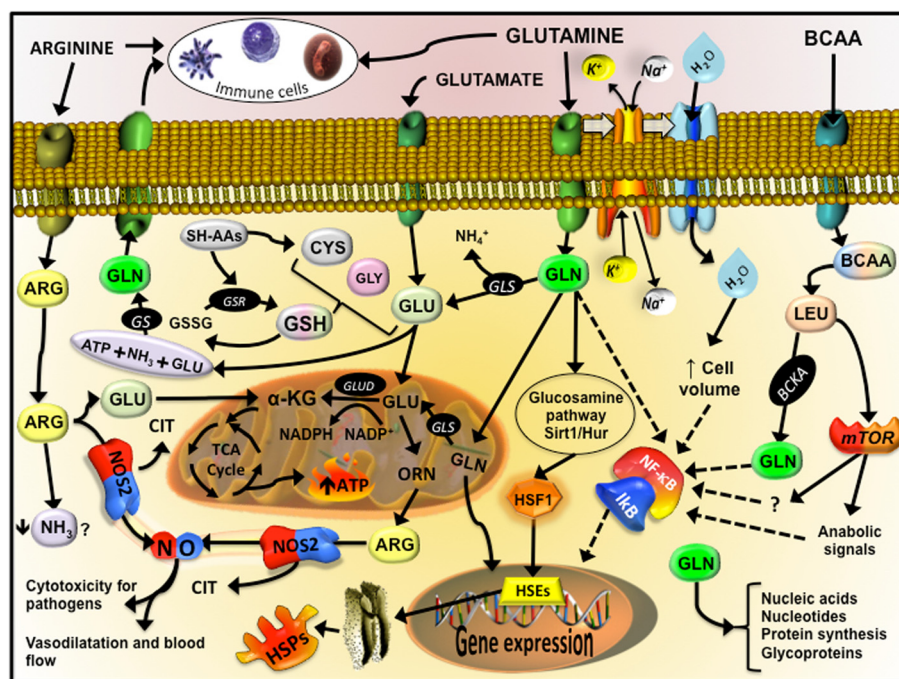 ARGININE
Immune cells
GLUTAMINE
GLUTAMATE
K+
Na+
H2O
BCAA
SH-AAs
CYS
GLY
NH4+
GLS
GLN
GLU
K+
Na+
H2O
BCAA
ARG
GLN
GS
GSSG
GSR
GSH
ATP + NH3 + GLU
LEU
↑ Cell
volume
BCKA
mTOR
GLU
ARG
CIT
NOS2
α-KG
GLUD
GLU
NADPH
NADP+
GLS
TCA
Cycle
↑ATP
ORN
GLN
Glucosamine
pathway
Sirt1/Hur
HSF1
NF-κB
IkB
GLN
?
Anabolic
signals
↓ NH3 ?
NO
NOS2
ARG
CIT
Cytotoxicity for
pathogens
Vasodilatation and blood
flow
HSPs
HSEs
Gene expression
GLN
Nucleic acids
Nucleotides
Protein synthesis
Glycoproteins